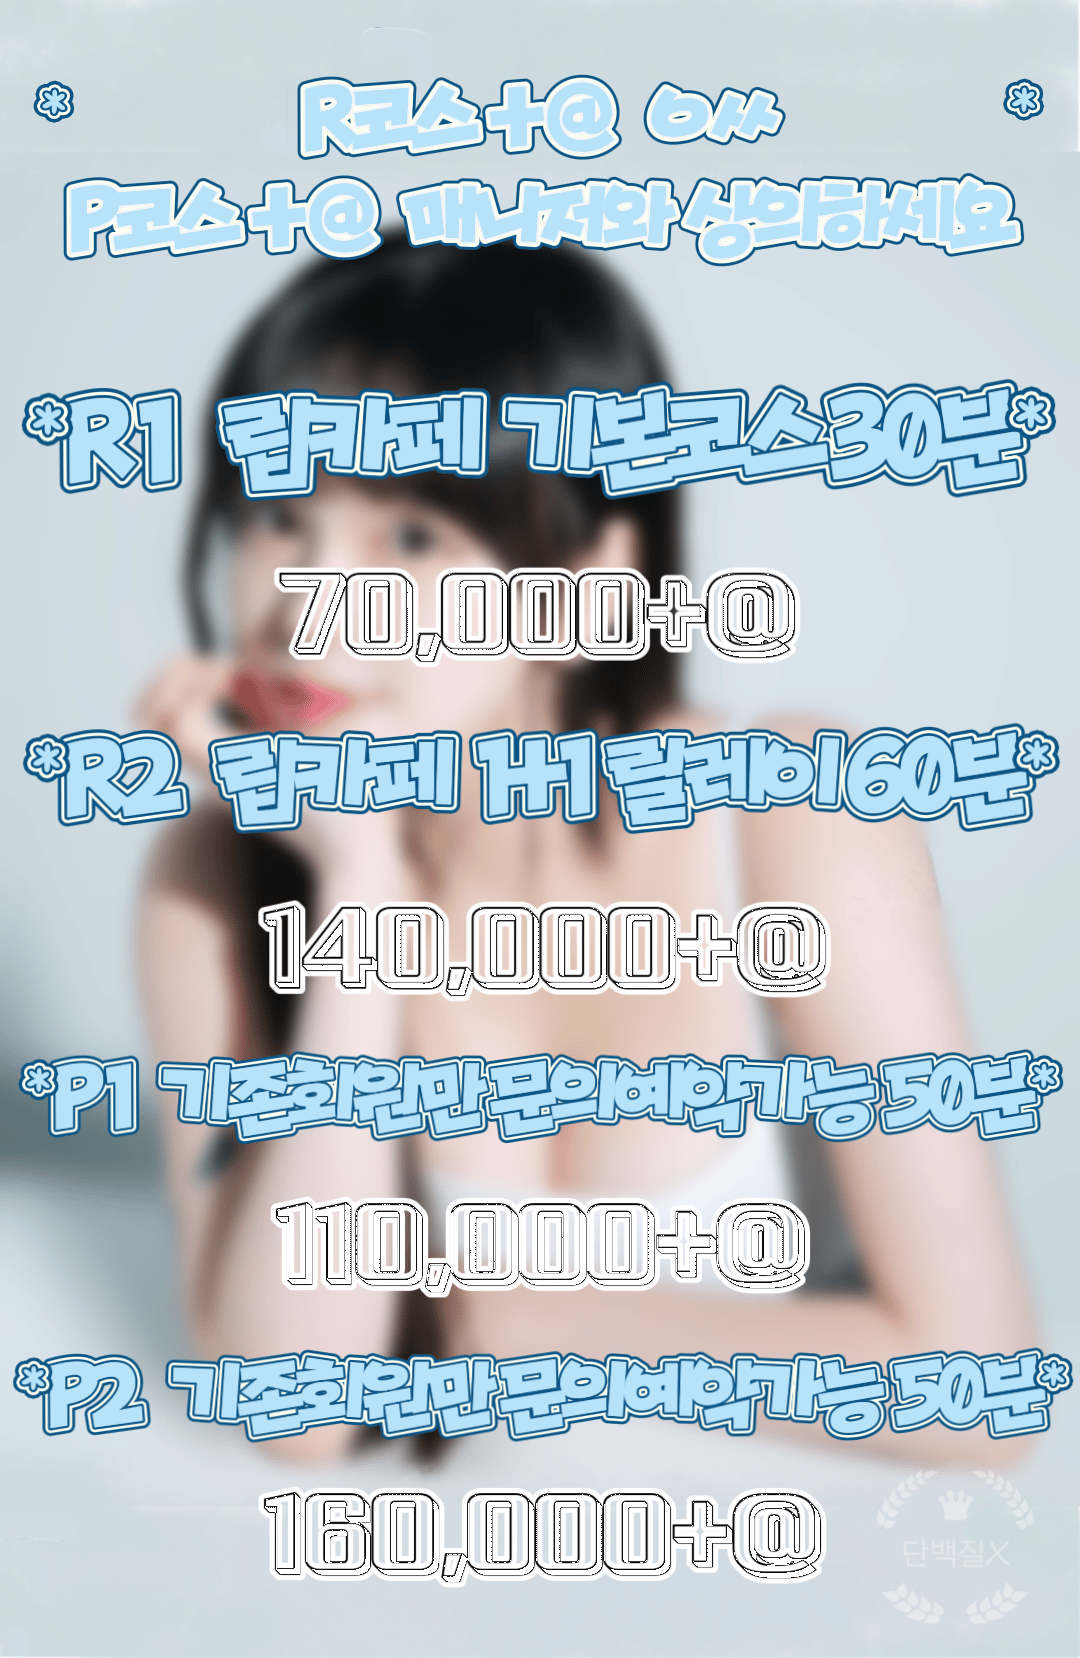 * R코스+@ ㅇㅆ *
P코스+@ 매니저와 상의하세요
*R1 립카페 기본코스30분*
70,000+@
*R2 립카페 1+1 릴레이60분*
140,000+@
*P1 기존회원만 문의예약가능 50분*
110,000+@
*P2 기존회원만 문의예약가능 50분*
160,000+@
단백질X